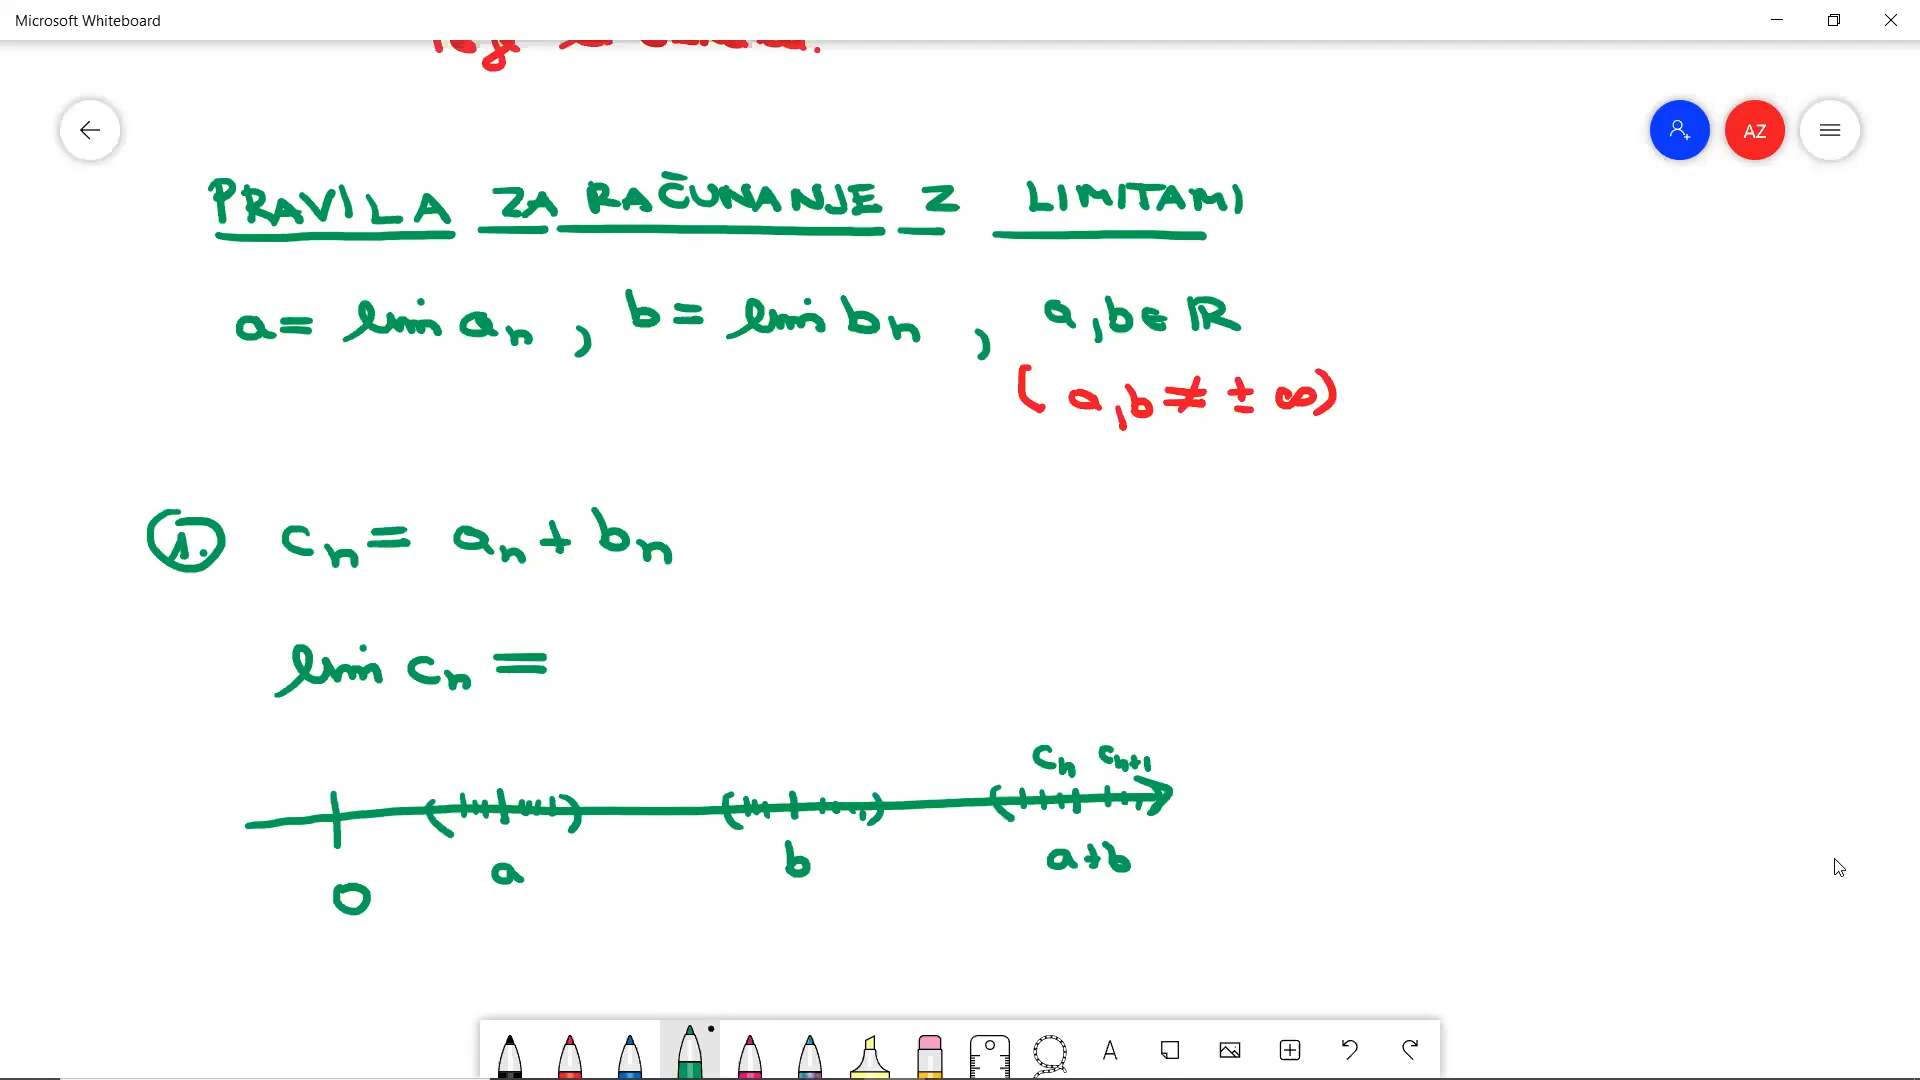 Microsoft Whiteboard
AZ
PRAVILA ZA RAČUNANJE Z LIMITAMI
a = lim aₙ , b = lim bₙ , a, b ∈ ℝ
( a, b ≠ ± ∞ )
1. cₙ = aₙ + bₙ
lim cₙ =
cₙ cₙ₊₁
0 a b a+b
A